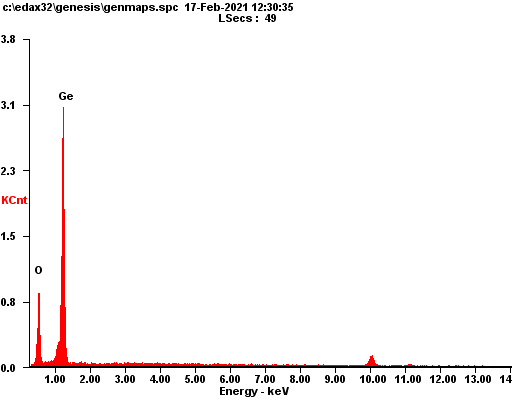 c:\edax32\genesis\genmaps.spc 17-Feb-2021 12:30:35
LSecs : 49
3.8
3.1
Ge
2.3
KCnt
1.5
O
0.8
0.0
1.00 2.00 3.00 4.00 5.00 6.00 7.00 8.00 9.00 10.00 11.00 12.00 13.00 14
Energy - keV